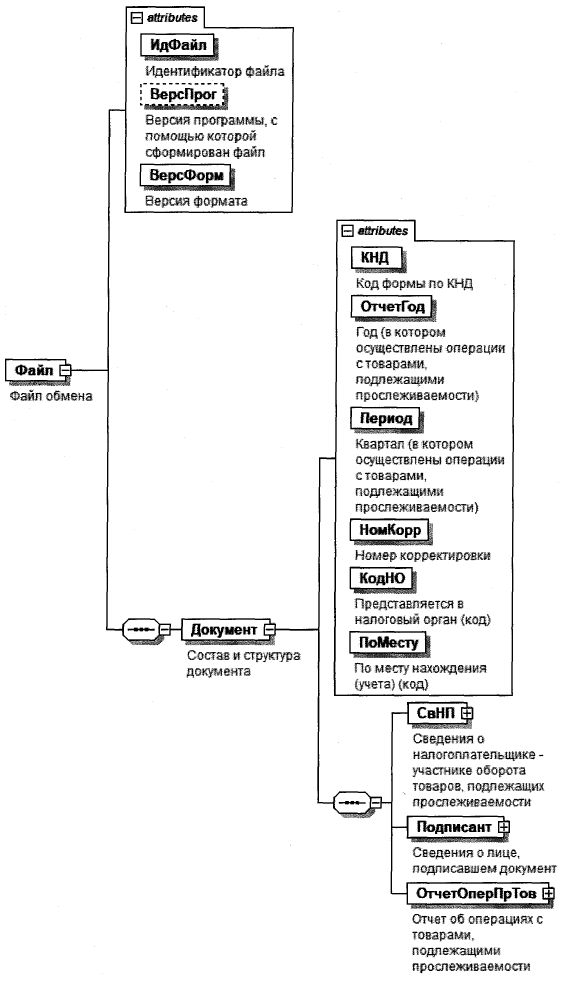 attributes
ИдФайл
Идентификатор файла
ВерсПрог
Версия программы, с
помощью которой
сформирован файл
ВерсФорм
Версия формата
Файл
Файл обмена
attributes
КНД
Код формы по КНД
ОтчетГод
Год (в котором
осуществлены операции
с товарами,
подлежащими
прослеживаемости)
Период
Квартал (в котором
осуществлены операции
с товарами,
подлежащими
прослеживаемости)
НомКорр
Номер корректировки
КодНО
Представляется в
налоговый орган (код)
ПоМесту
По месту нахождения
(учета) (код)
Документ
Состав и структура
документа
СвНП
Сведения о
налогоплательщике -
участнике оборота
товаров, подлежащих
прослеживаемости
Подписант
Сведения о лице,
подписавшем документ
ОтчетОперПрТов
Отчет об операциях с
товарами,
подлежащими
прослеживаемости